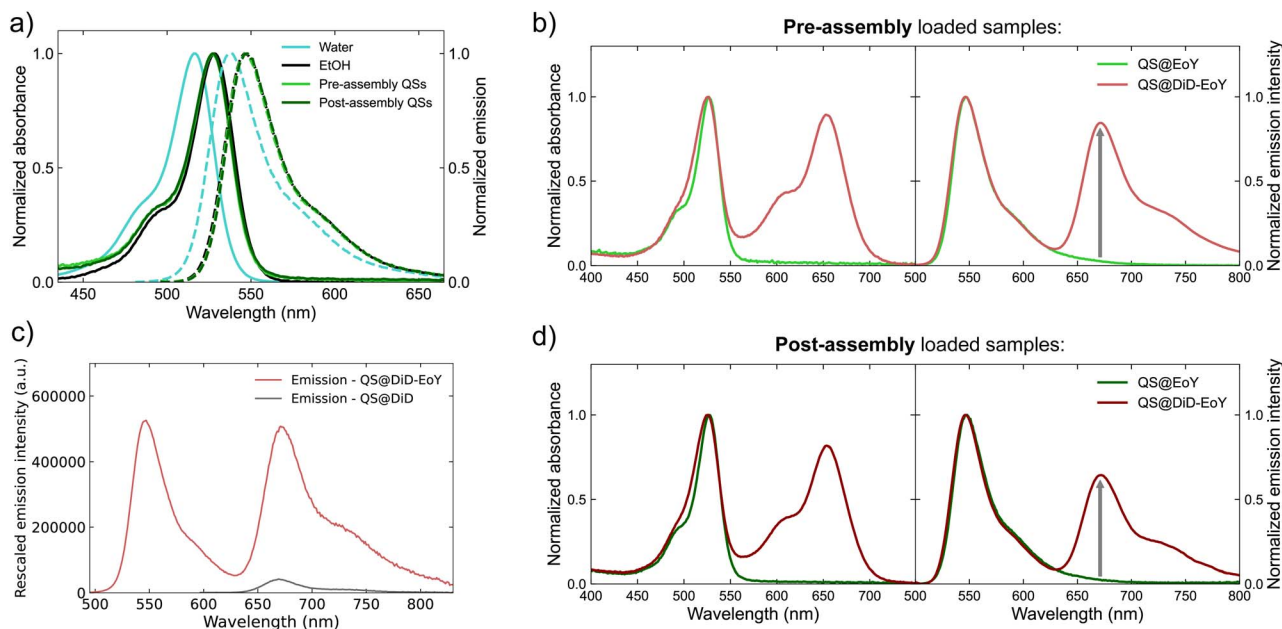 a)
Normalized absorbance
1.0
0.5
0.0
Water
EtOH
Pre-assembly QSs
Post-assembly QSs
1.0
0.5
0.0
Normalized emission
450 500 550 600 650
Wavelength (nm)
b)
Pre-assembly loaded samples:
Normalized absorbance
1.0
0.5
0.0
QS@EoY
QS@DiD-EoY
1.0
0.5
0.0
Normalized emission intensity
400 450 500 550 600 650 700 500 550 600 650 700 750 800
Wavelength (nm) Wavelength (nm)
c)
Rescaled emission intensity (a.u.)
600000
400000
200000
0
Emission - QS@DiD-EoY
Emission - QS@DiD
500 550 600 650 700 750 800
Wavelength (nm)
d)
Post-assembly loaded samples:
Normalized absorbance
1.0
0.5
0.0
QS@EoY
QS@DiD-EoY
1.0
0.5
0.0
Normalized emission intensity
400 450 500 550 600 650 700 500 550 600 650 700 750 800
Wavelength (nm) Wavelength (nm)